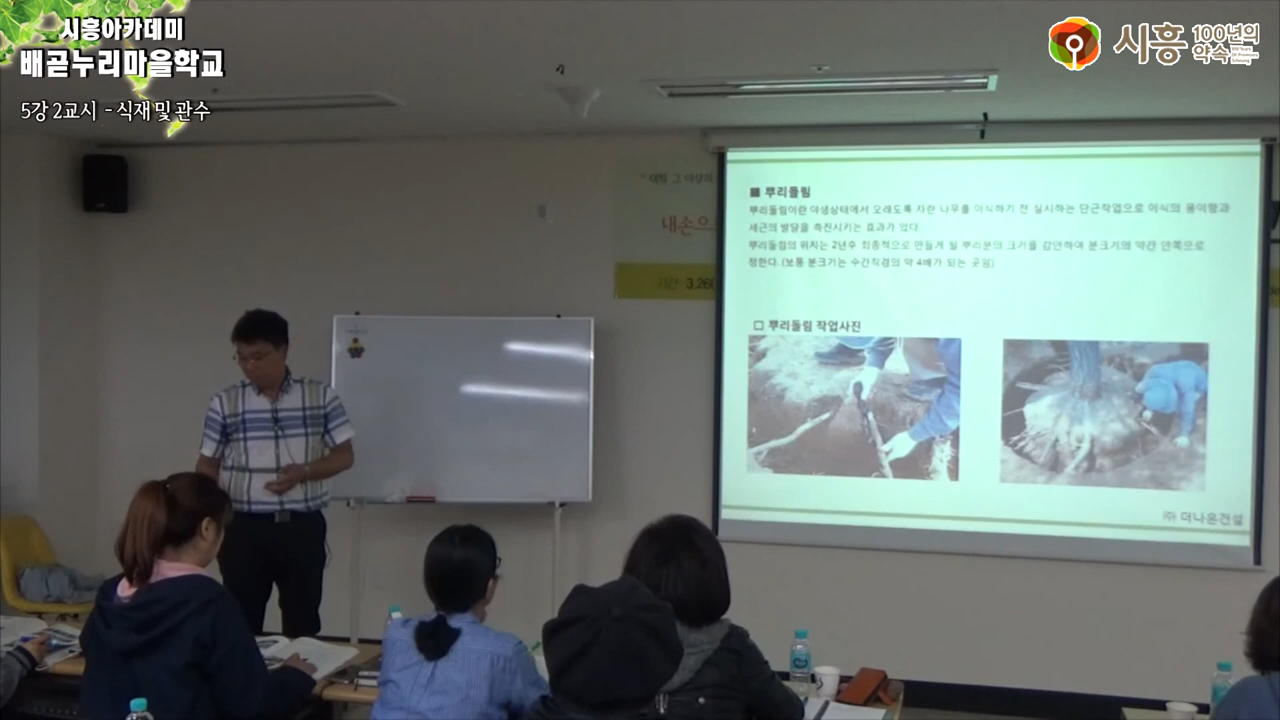 시흥아카데미
배곧누리마을학교
5강 2교시 - 식재 및 관수
시흥
100년의
약속
내손으
기간 : 3.26(
■ 뿌리돌림
뿌리돌림이란 야생상태에서 오래도록 자란 나무를 이식하기 전 실시하는 단근작업으로 이식의 용이함과
세근의 발달을 촉진시키는 효과가 있다.
뿌리돌림의 위치는 2년후 최종적으로 만들게 될 뿌리분의 크기를 감안하여 분크기의 약간 안쪽으로
정한다. (보통 분크기는 수간직경의 약 4배가 되는 곳임)
□ 뿌리돌림 작업사진
㈜ 더나은건설